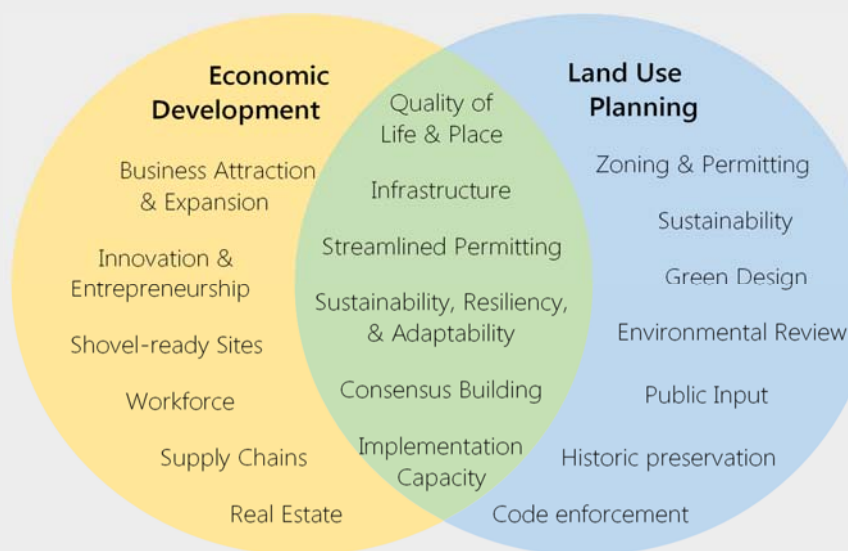 Economic
Development
Business Attraction
& Expansion
Innovation &
Entrepreneurship
Shovel-ready Sites
Workforce
Supply Chains
Real Estate
Quality of
Life & Place
Infrastructure
Streamlined Permitting
Sustainability, Resiliency,
& Adaptability
Consensus Building
Implementation
Capacity
Land Use
Planning
Zoning & Permitting
Sustainability
Green Design
Environmental Review
Public Input
Historic preservation
Code enforcement